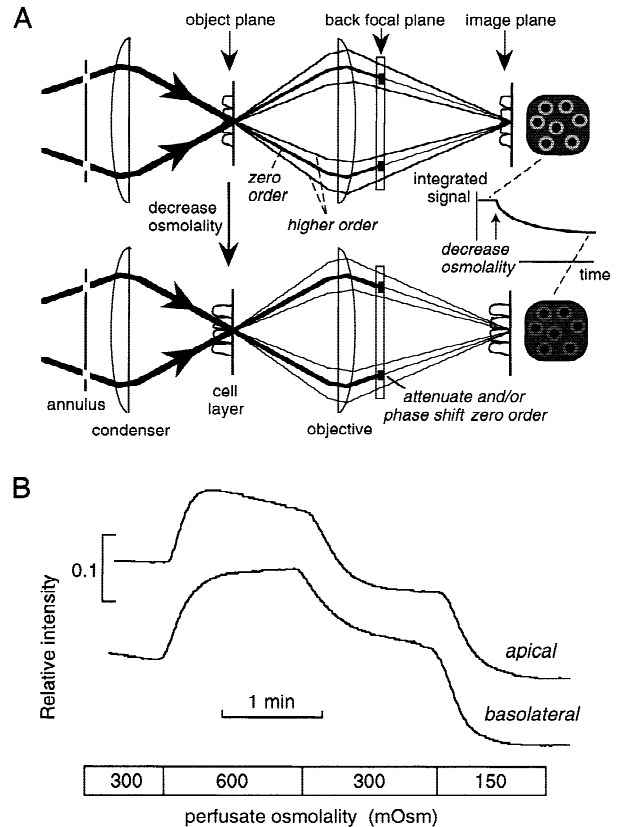 A
object plane
back focal plane
image plane
zero order
higher order
decrease osmolality
integrated signal
decrease osmolality
time
annulus
condenser
cell layer
objective
attenuate and/or phase shift zero order
B
Relative intensity
0.1
1 min
apical
basolateral
300 600 300 150
perfusate osmolality (mOsm)